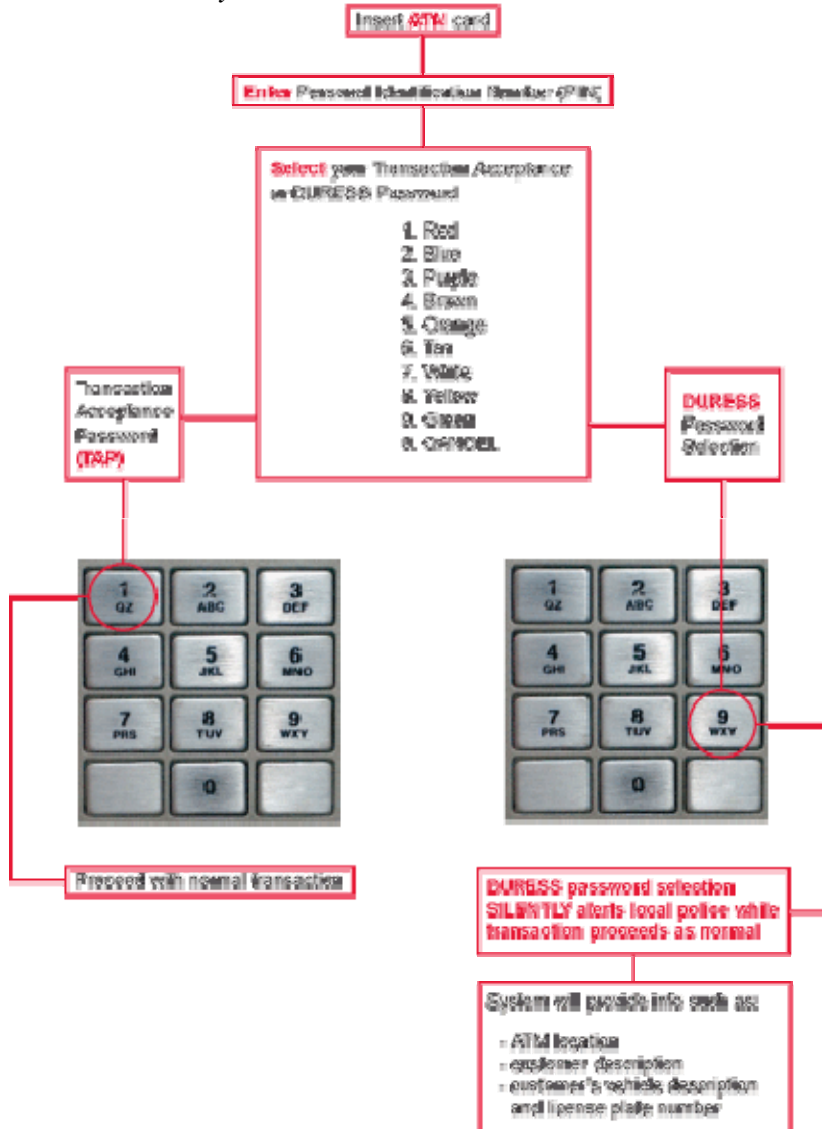 Insert ATM card
Enter Personal Identification Number (PIN)
Select your Transaction Acceptance
or DURESS Password
1. Red
2. Blue
3. Purple
4. Brown
5. Orange
6. Tan
7. White
8. Yellow
9. Green
0. CANCEL
Transaction
Acceptance
Password
(TAP)
DURESS
Password
Selection
1 QZ
2 ABC
3 DEF
4 GHI
5 JKL
6 MNO
7 PRS
8 TUV
9 WXY
0
1 QZ
2 ABC
3 DEF
4 GHI
5 JKL
6 MNO
7 PRS
8 TUV
9 WXY
0
Proceed with normal transaction
DURESS password selection
SILENTLY alerts local police while
transaction proceeds as normal
System will provide info such as:
- ATM location
- customer description
- customer's vehicle description
and license plate number